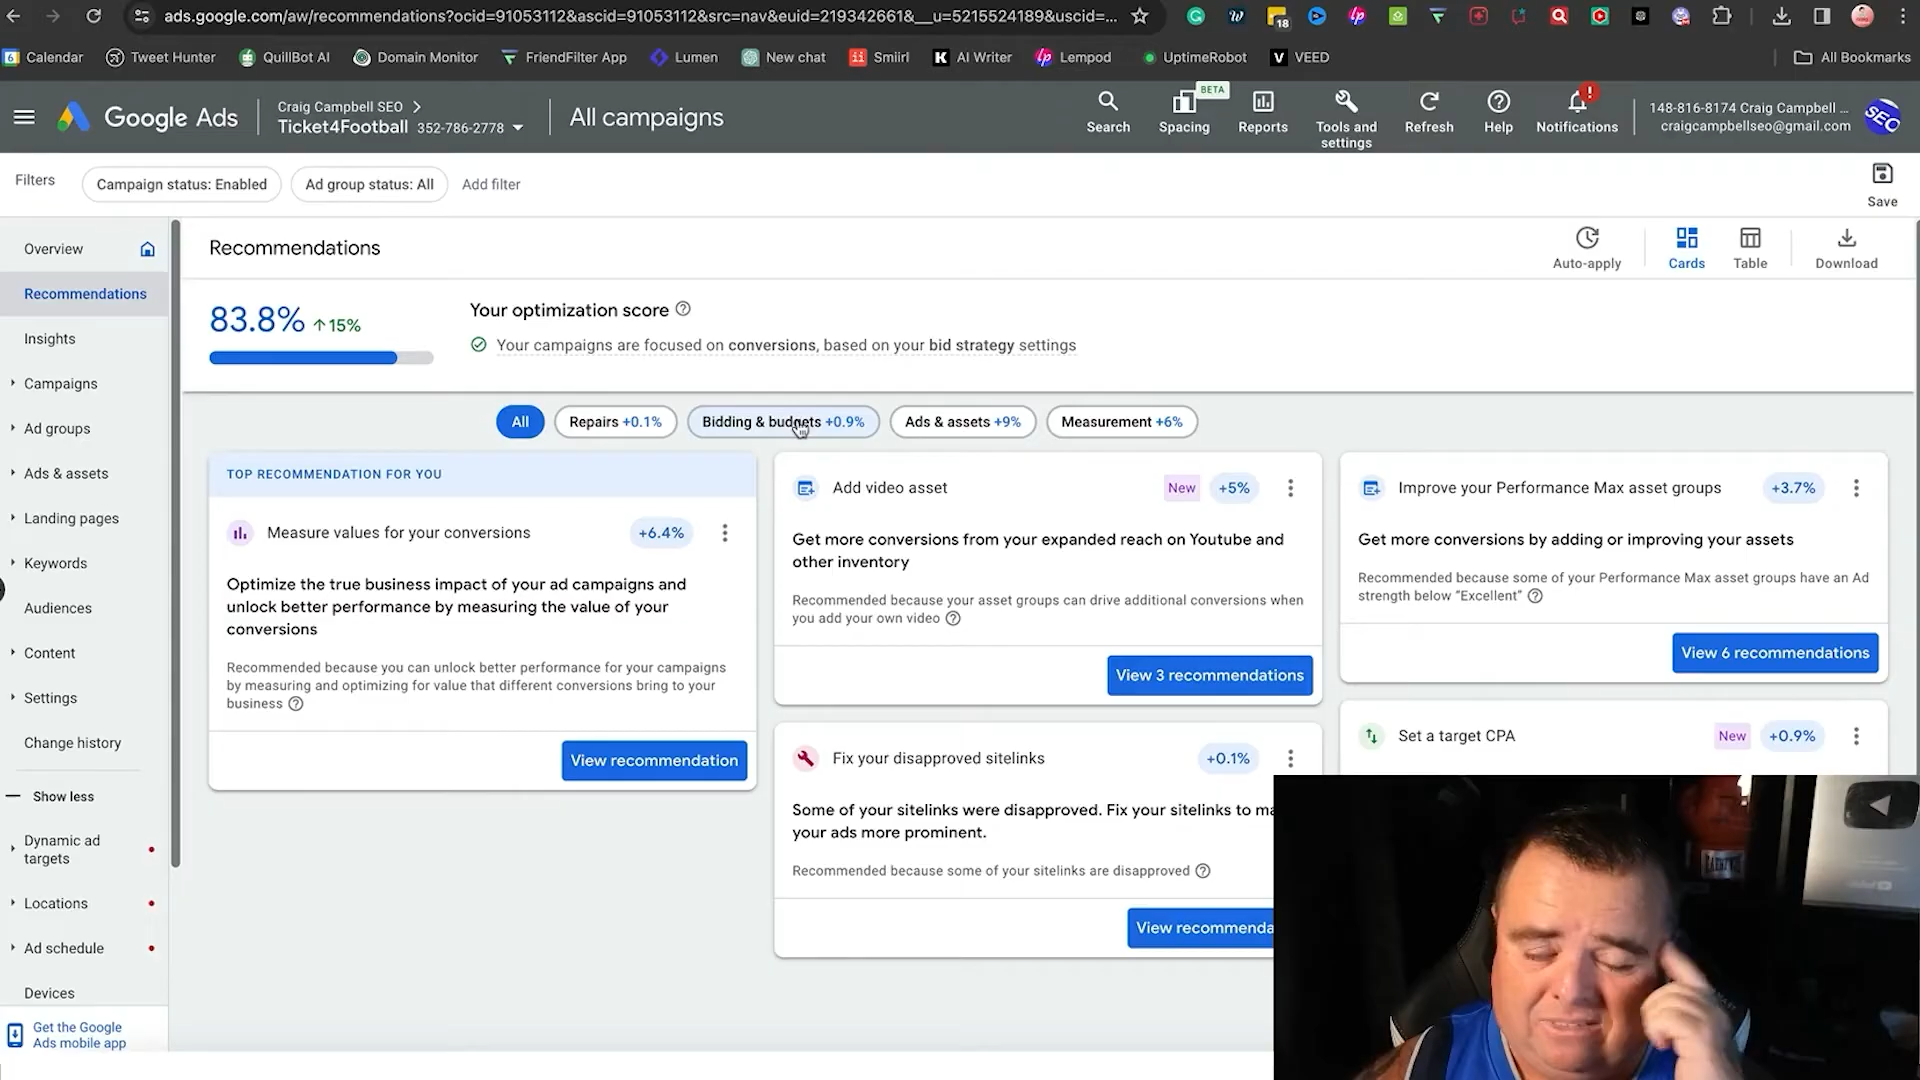 ads.google.com/aw/recommendations?ocid=91053112&ascid=91053112&src=nav&euid=219342661&__u=5215524189&uscid=...
18
6 Calendar
Tweet Hunter
QuillBot AI
Domain Monitor
FriendFilter App
Lumen
New chat
Smiirl
AI Writer
Lempod
UptimeRobot
VEED
All Bookmarks
Google Ads
Craig Campbell SEO
Ticket4Football 352-786-2778
All campaigns
Search
BETA
Spacing
Reports
Tools and
settings
Refresh
Help
!
Notifications
148-816-8174 Craig Campbell ...
craigcampbellseo@gmail.com
SEO
Filters
Campaign status: Enabled
Ad group status: All
Add filter
Save
Overview
Recommendations
Insights
Campaigns
Ad groups
Ads & assets
Landing pages
Keywords
Audiences
Content
Settings
Change history
Show less
Dynamic ad
targets
Locations
Ad schedule
Devices
Get the Google
Ads mobile app
Recommendations
Auto-apply
Cards
Table
Download
83.8% ↑15%
Your optimization score
Your campaigns are focused on conversions, based on your bid strategy settings
All
Repairs +0.1%
Bidding & budgets +0.9%
Ads & assets +9%
Measurement +6%
TOP RECOMMENDATION FOR YOU
Measure values for your conversions +6.4%
Optimize the true business impact of your ad campaigns and
unlock better performance by measuring the value of your
conversions
Recommended because you can unlock better performance for your campaigns
by measuring and optimizing for value that different conversions bring to your
business
View recommendation
Add video asset New +5%
Get more conversions from your expanded reach on Youtube and
other inventory
Recommended because your asset groups can drive additional conversions when
you add your own video
View 3 recommendations
Fix your disapproved sitelinks +0.1%
Some of your sitelinks were disapproved. Fix your sitelinks to ma
your ads more prominent.
Recommended because some of your sitelinks are disapproved
View recommenda
Improve your Performance Max asset groups +3.7%
Get more conversions by adding or improving your assets
Recommended because some of your Performance Max asset groups have an Ad
strength below "Excellent"
View 6 recommendations
Set a target CPA New +0.9%